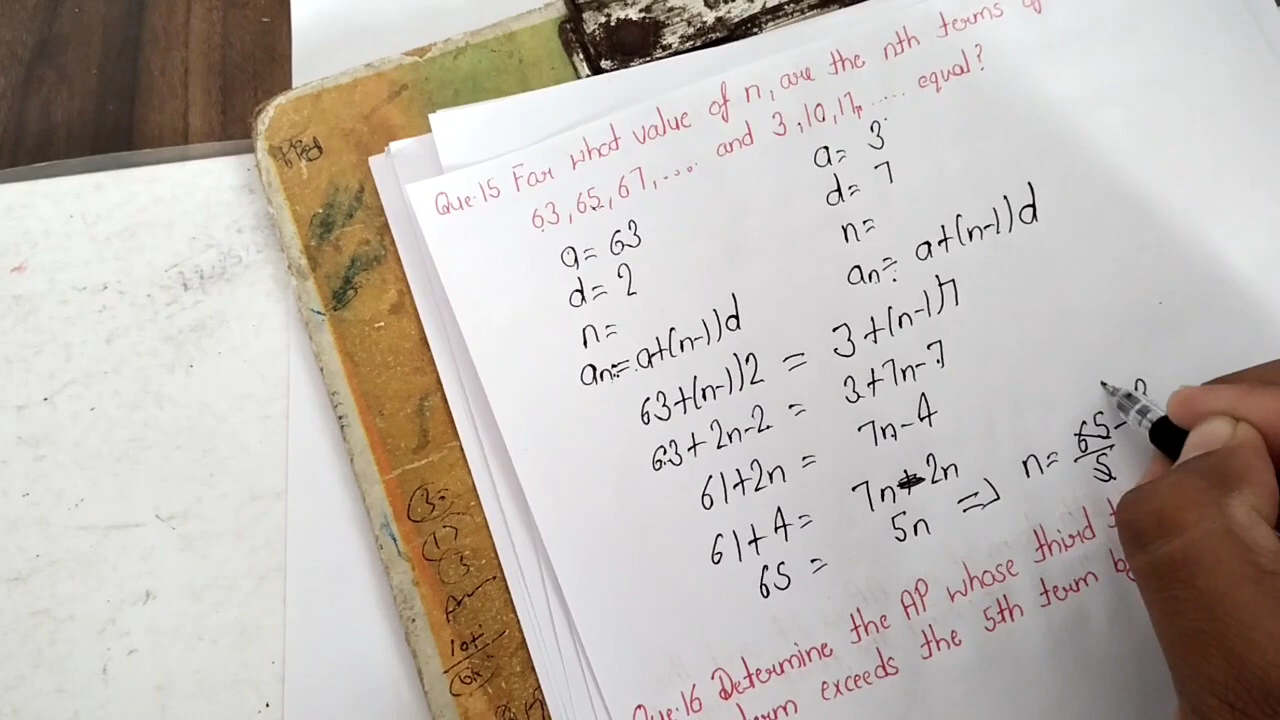 Que:15 For what value of n, are the nth terms of
63, 65, 67, .... and 3, 10, 17, ..... equal?
a = 63
d = 2
n =
an = a+(n-1)d
a = 3
d = 7
n =
an = a+(n-1)d
63+(n-1)2 = 3+(n-1)7
63+2n-2 = 3+7n-7
61+2n = 7n-4
61+4 = 7n-2n
65 = 5n => n = 65/5
Que:16 Determine the AP whose third
term exceeds the 5th term by